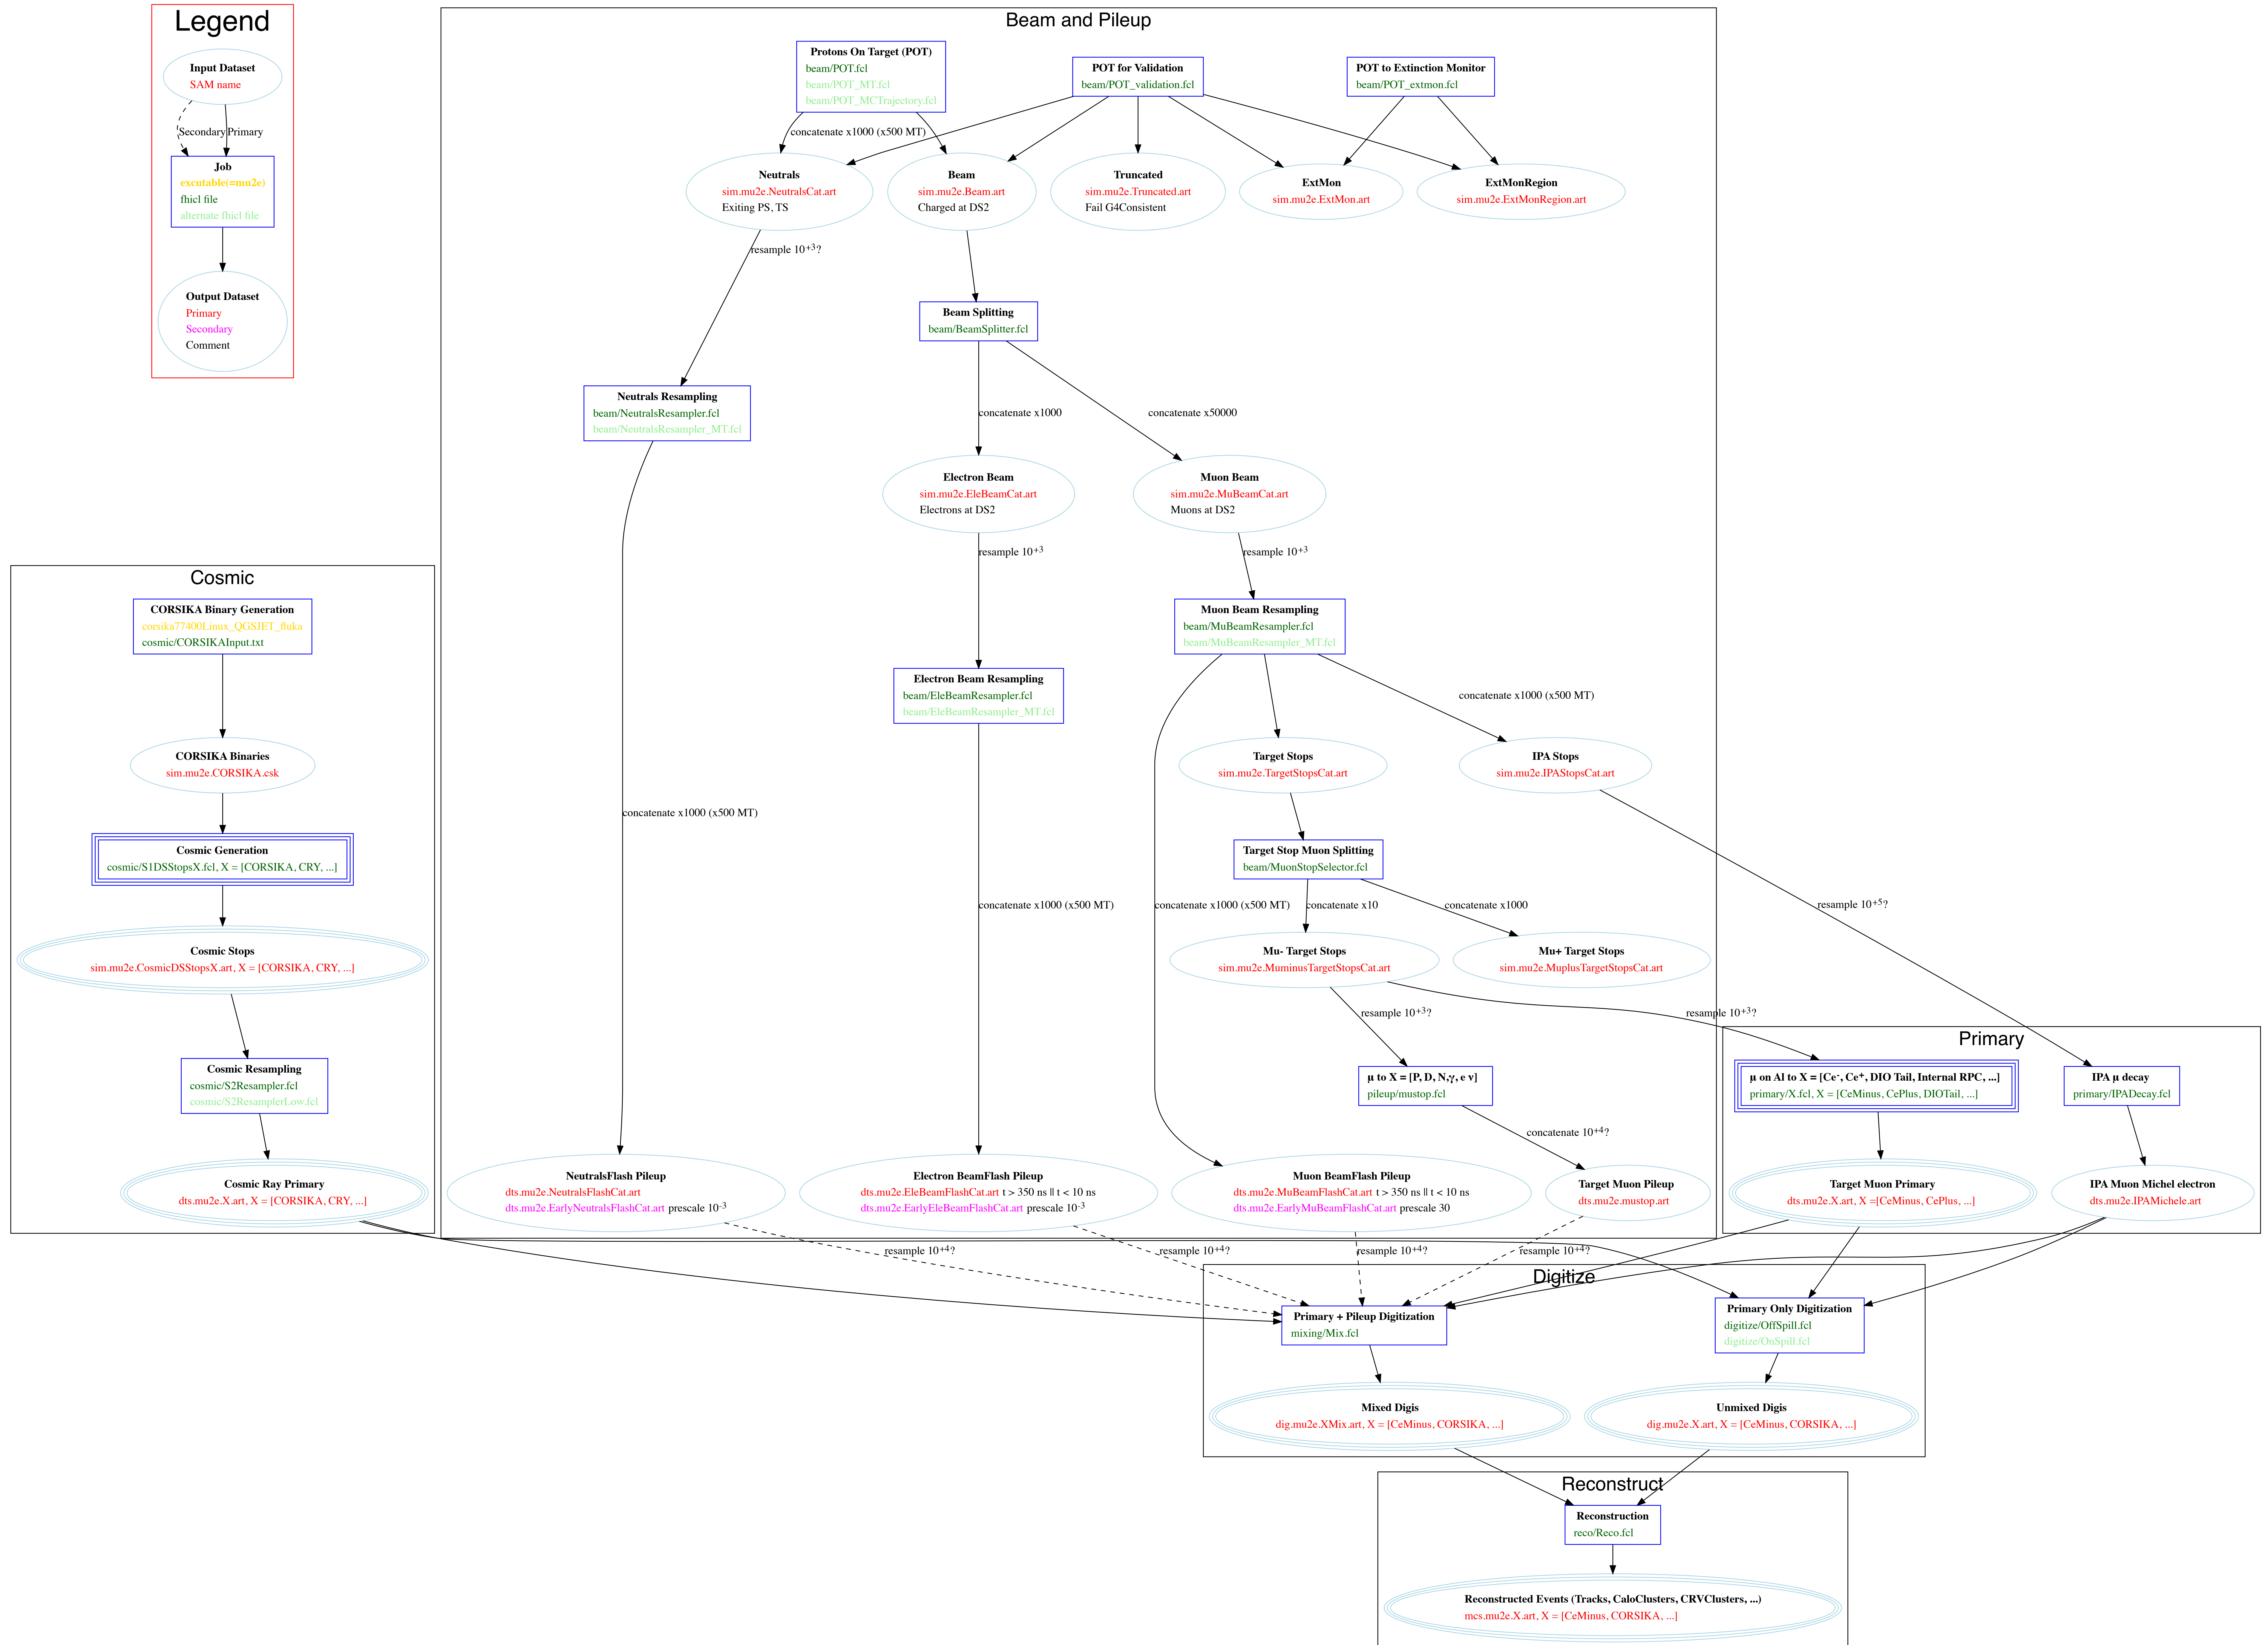 Legend
Input Dataset
SAM name
Secondary
Primary
Job
excutable(=mu2e)
fhicl file
alternate fhicl file
Output Dataset
Primary
Secondary
Comment
Beam and Pileup
Protons On Target (POT)
beam/POT.fcl
beam/POT_MT.fcl
beam/POT_MCTrajectory.fcl
POT for Validation
beam/POT_validation.fcl
POT to Extinction Monitor
beam/POT_extmon.fcl
concatenate x1000 (x500 MT)
Neutrals
sim.mu2e.NeutralsCat.art
Exiting PS, TS
Beam
sim.mu2e.Beam.art
Charged at DS2
Truncated
sim.mu2e.Truncated.art
Fail G4Consistent
ExtMon
sim.mu2e.ExtMon.art
ExtMonRegion
sim.mu2e.ExtMonRegion.art
resample 10+3?
Beam Splitting
beam/BeamSplitter.fcl
Neutrals Resampling
beam/NeutralsResampler.fcl
beam/NeutralsResampler_MT.fcl
concatenate x1000
concatenate x50000
Electron Beam
sim.mu2e.EleBeamCat.art
Electrons at DS2
Muon Beam
sim.mu2e.MuBeamCat.art
Muons at DS2
resample 10+3
resample 10+3
Muon Beam Resampling
beam/MuBeamResampler.fcl
beam/MuBeamResampler_MT.fcl
Electron Beam Resampling
beam/EleBeamResampler.fcl
beam/EleBeamResampler_MT.fcl
concatenate x1000 (x500 MT)
Target Stops
sim.mu2e.TargetStopsCat.art
IPA Stops
sim.mu2e.IPAStopsCat.art
concatenate x1000 (x500 MT)
Target Stop Muon Splitting
beam/MuonStopSelector.fcl
concatenate x1000 (x500 MT)
concatenate x1000 (x500 MT)
concatenate x10
concatenate x1000
resample 10+5?
Mu- Target Stops
sim.mu2e.MuminusTargetStopsCat.art
Mu+ Target Stops
sim.mu2e.MuplusTargetStopsCat.art
resample 10+3?
resample 10+3?
μ to X = [P, D, N,γ, e ν]
pileup/mustop.fcl
concatenate 10+4?
NeutralsFlash Pileup
dts.mu2e.NeutralsFlashCat.art
dts.mu2e.EarlyNeutralsFlashCat.art prescale 10-3
Electron BeamFlash Pileup
dts.mu2e.EleBeamFlashCat.art t > 350 ns || t < 10 ns
dts.mu2e.EarlyEleBeamFlashCat.art prescale 10-3
Muon BeamFlash Pileup
dts.mu2e.MuBeamFlashCat.art t > 350 ns || t < 10 ns
dts.mu2e.EarlyMuBeamFlashCat.art prescale 30
Target Muon Pileup
dts.mu2e.mustop.art
Cosmic
CORSIKA Binary Generation
corsika77400Linux_QGSJET_fluka
cosmic/CORSIKAInput.txt
CORSIKA Binaries
sim.mu2e.CORSIKA.csk
Cosmic Generation
cosmic/S1DSStopsX.fcl, X = [CORSIKA, CRY, ...]
Cosmic Stops
sim.mu2e.CosmicDSStopsX.art, X = [CORSIKA, CRY, ...]
Cosmic Resampling
cosmic/S2Resampler.fcl
cosmic/S2ResamplerLow.fcl
Cosmic Ray Primary
dts.mu2e.X.art, X = [CORSIKA, CRY, ...]
Primary
μ on Al to X = [Ce-, Ce+, DIO Tail, Internal RPC, ...]
primary/X.fcl, X = [CeMinus, CePlus, DIOTail, ...]
IPA μ decay
primary/IPADecay.fcl
Target Muon Primary
dts.mu2e.X.art, X =[CeMinus, CePlus, ...]
IPA Muon Michel electron
dts.mu2e.IPAMichele.art
resample 10+4?
resample 10+4?
resample 10+4?
resample 10+4?
Digitize
Primary + Pileup Digitization
mixing/Mix.fcl
Primary Only Digitization
digitize/OffSpill.fcl
digitize/OnSpill.fcl
Mixed Digis
dig.mu2e.XMix.art, X = [CeMinus, CORSIKA, ...]
Unmixed Digis
dig.mu2e.X.art, X = [CeMinus, CORSIKA, ...]
Reconstruct
Reconstruction
reco/Reco.fcl
Reconstructed Events (Tracks, CaloClusters, CRVClusters, ...)
mcs.mu2e.X.art, X = [CeMinus, CORSIKA, ...]